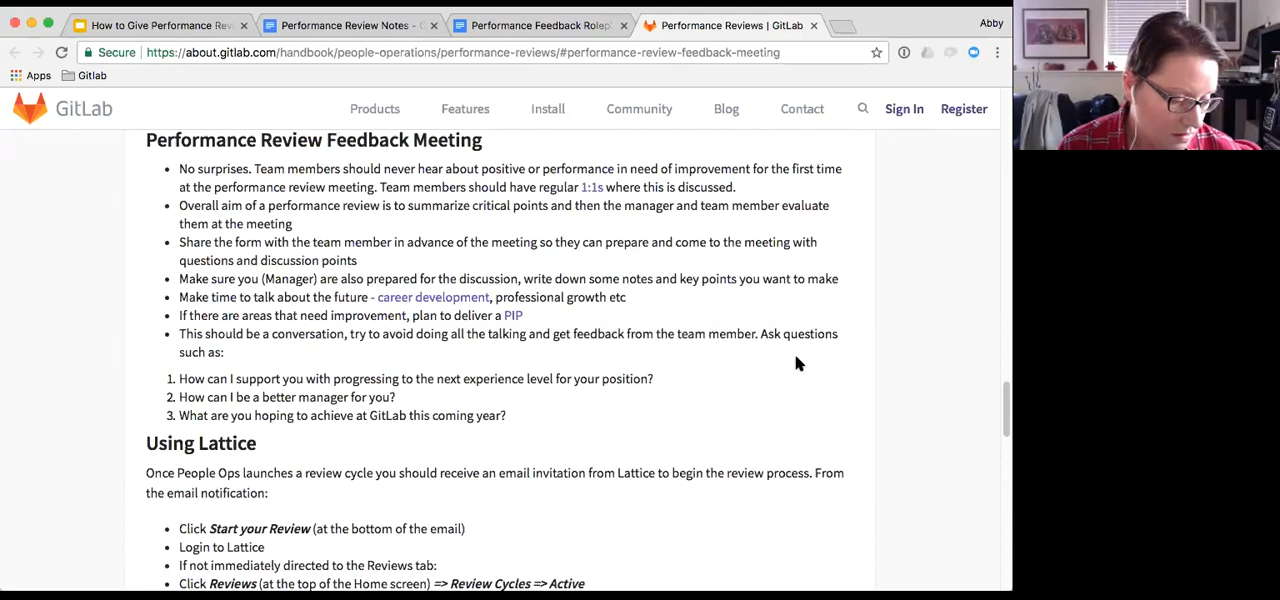 How to Give Performance Rev
Performance Review Notes -
Performance Feedback Rolep
Performance Reviews | GitLab
Abby
Secure
https://about.gitlab.com/handbook/people-operations/performance-reviews/#performance-review-feedback-meeting
Apps
Gitlab
GitLab
Products
Features
Install
Community
Blog
Contact
Sign In
Register
Performance Review Feedback Meeting
• No surprises. Team members should never hear about positive or performance in need of improvement for the first time
at the performance review meeting. Team members should have regular 1:1s where this is discussed.
• Overall aim of a performance review is to summarize critical points and then the manager and team member evaluate
them at the meeting
• Share the form with the team member in advance of the meeting so they can prepare and come to the meeting with
questions and discussion points
• Make sure you (Manager) are also prepared for the discussion, write down some notes and key points you want to make
• Make time to talk about the future - career development, professional growth etc
• If there are areas that need improvement, plan to deliver a PIP
• This should be a conversation, try to avoid doing all the talking and get feedback from the team member. Ask questions
such as:
1. How can I support you with progressing to the next experience level for your position?
2. How can I be a better manager for you?
3. What are you hoping to achieve at GitLab this coming year?
Using Lattice
Once People Ops launches a review cycle you should receive an email invitation from Lattice to begin the review process. From
the email notification:
• Click Start your Review (at the bottom of the email)
• Login to Lattice
• If not immediately directed to the Reviews tab:
• Click Reviews (at the top of the Home screen) => Review Cycles => Active